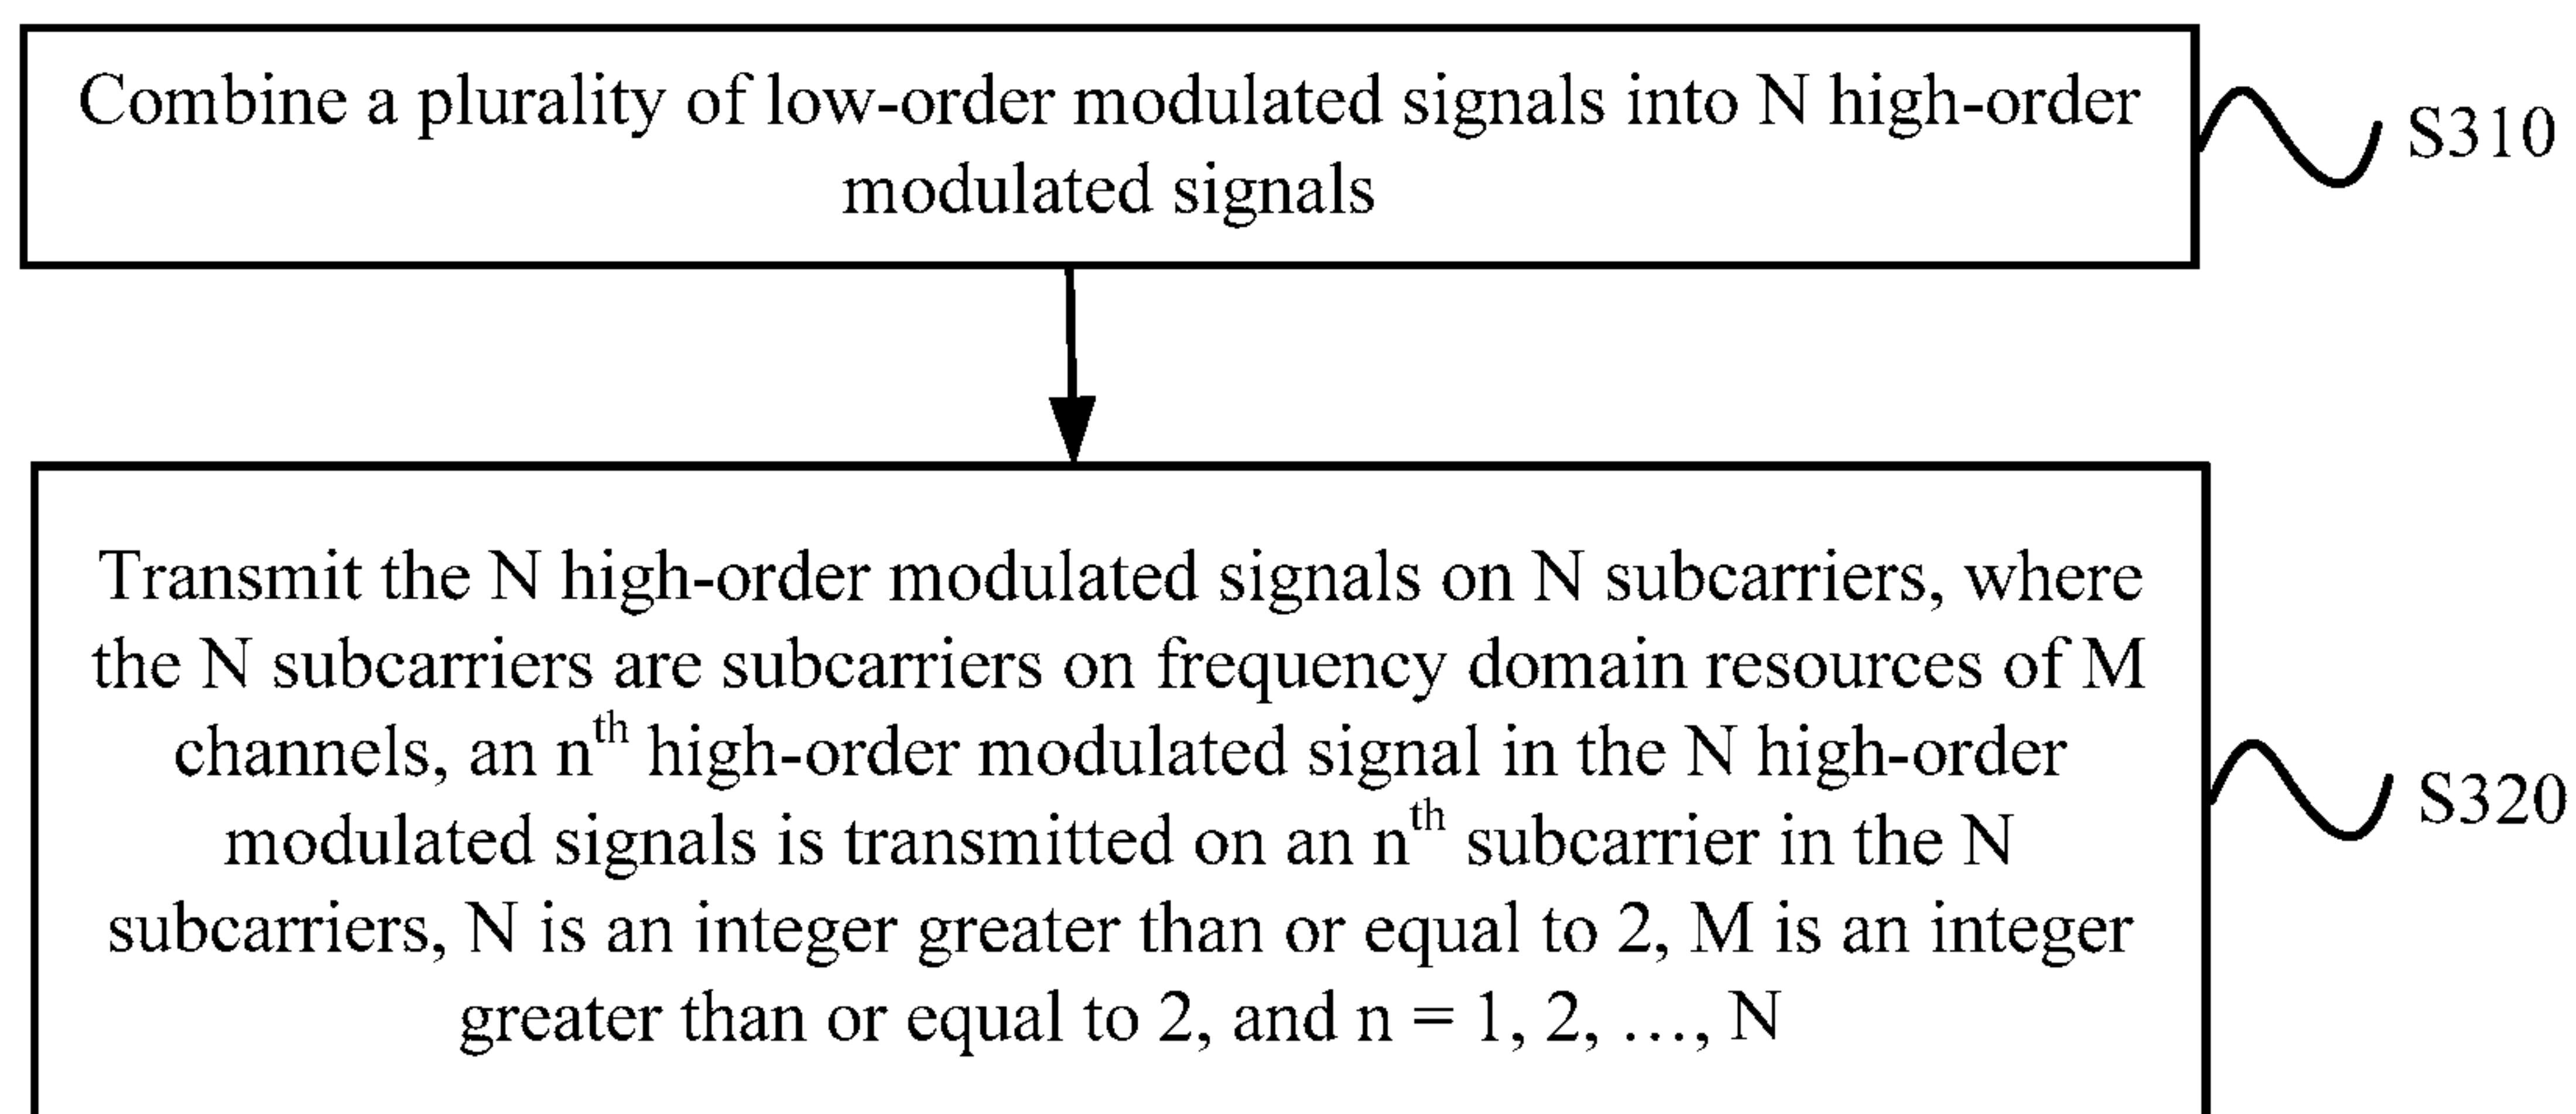 Combine a plurality of low-order modulated signals into N high-order
modulated signals
S310
Transmit the N high-order modulated signals on N subcarriers, where
the N subcarriers are subcarriers on frequency domain resources of M
channels, an nth high-order modulated signal in the N high-order
modulated signals is transmitted on an nth subcarrier in the N
subcarriers, N is an integer greater than or equal to 2, M is an integer
greater than or equal to 2, and n = 1, 2, …, N
S320